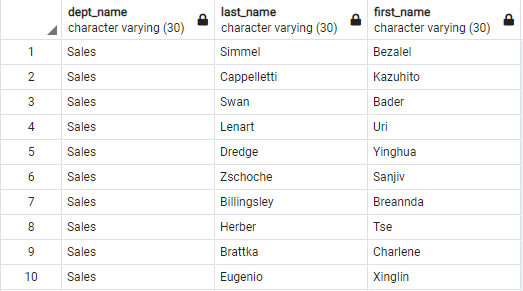 dept_name last_name first_name
character varying (30) character varying (30) character varying (30)
1 Sales Simmel Bezalel
2 Sales Cappelletti Kazuhito
3 Sales Swan Bader
4 Sales Lenart Uri
5 Sales Dredge Yinghua
6 Sales Zschoche Sanjiv
7 Sales Billingsley Breannda
8 Sales Herber Tse
9 Sales Brattka Charlene
10 Sales Eugenio Xinglin